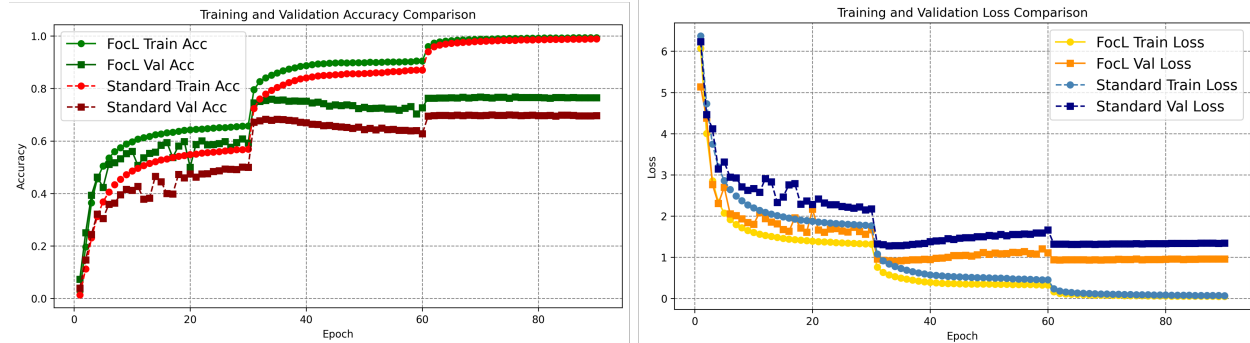 Training and Validation Accuracy Comparison
1.0
0.8
0.6
0.4
0.2
0.0
Accuracy
FocL Train Acc
FocL Val Acc
Standard Train Acc
Standard Val Acc
0 20 40 60 80
Epoch
Training and Validation Loss Comparison
6
5
4
3
2
1
0
Loss
FocL Train Loss
FocL Val Loss
Standard Train Loss
Standard Val Loss
0 20 40 60 80
Epoch